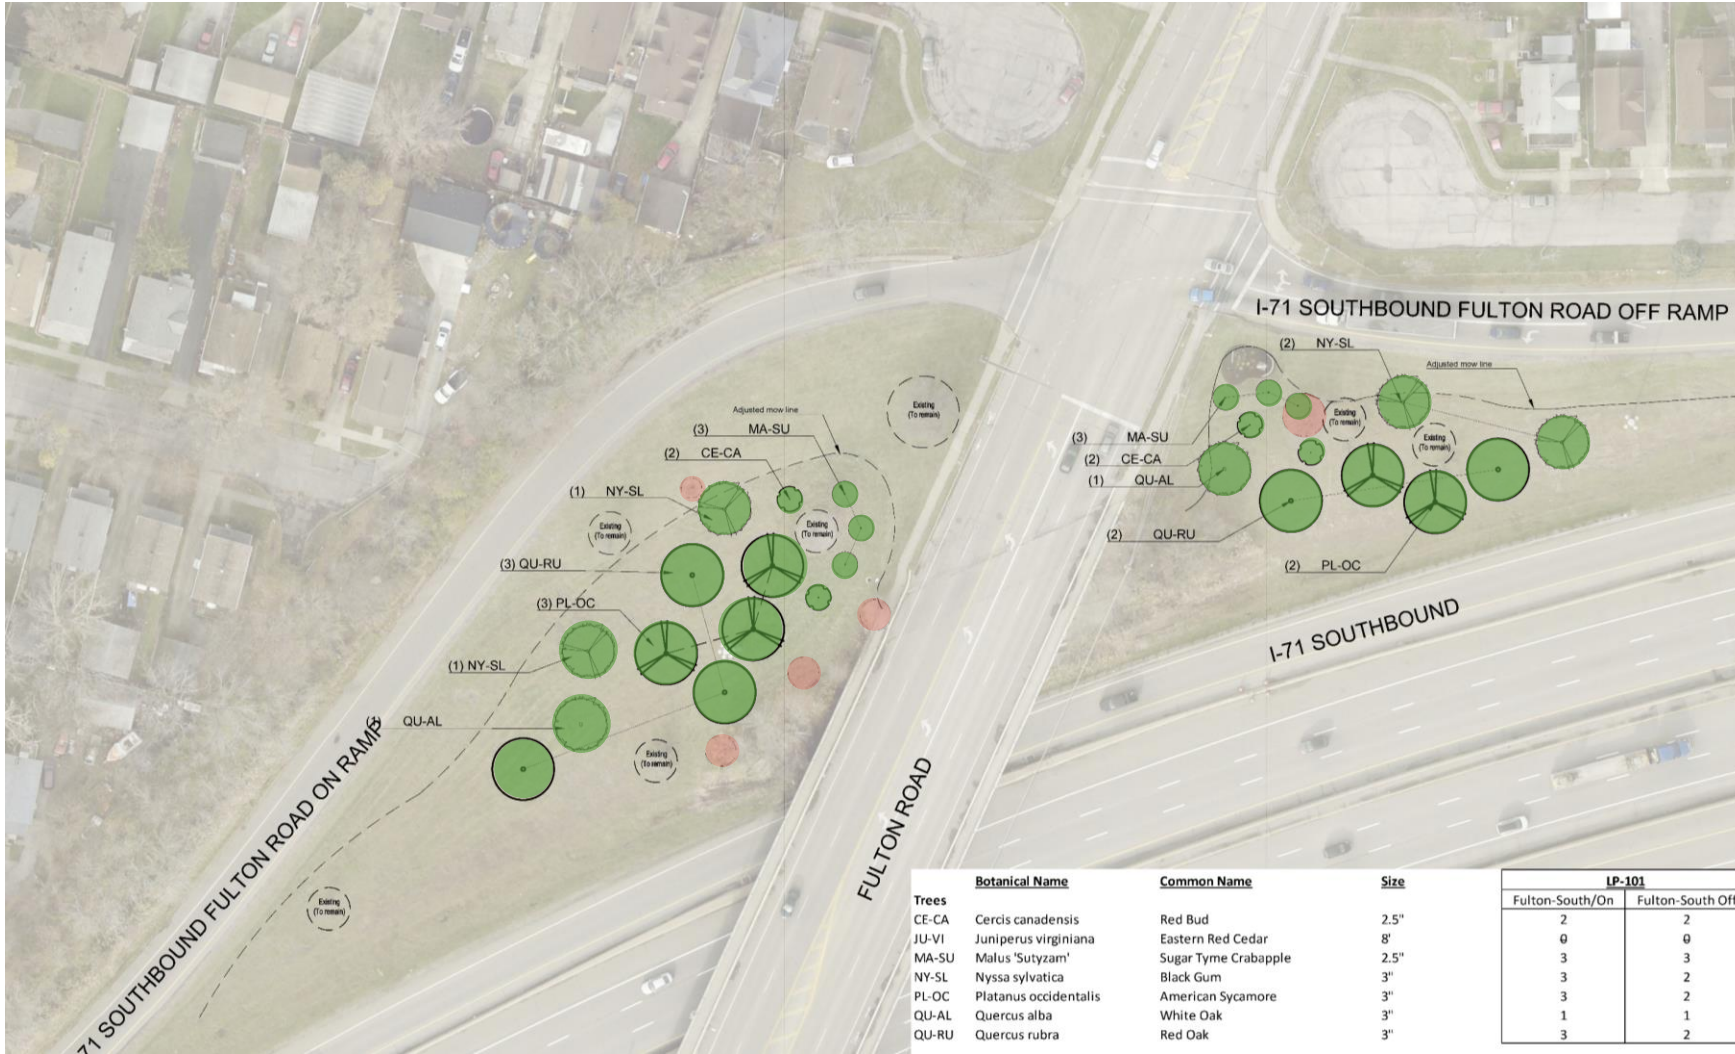 I-71 SOUTHBOUND FULTON ROAD OFF RAMP
(2) NY-SL
Adjusted mow line
Existing
(To remain)
Existing
(To remain)
(3) MA-SU
(2) CE-CA
(1) QU-AL
(2) QU-RU
(2) PL-OC
I-71 SOUTHBOUND
Existing
(To remain)
Adjusted mow line
(3) MA-SU
(2) CE-CA
(1) NY-SL
Existing
(To remain)
Existing
(To remain)
(3) QU-RU
(3) PL-OC
(1) NY-SL
QU-AL
Existing
(To remain)
Existing
(To remain)
71 SOUTHBOUND FULTON ROAD ON RAMP
FULTON ROAD
Botanical Name Common Name Size LP-101
Trees Fulton-South/On Fulton-South Off
CE-CA Cercis canadensis Red Bud 2.5" 2 2
JU-VI Juniperus virginiana Eastern Red Cedar 8' 0 0
MA-SU Malus 'Sutyzam' Sugar Tyme Crabapple 2.5" 3 3
NY-SL Nyssa sylvatica Black Gum 3" 3 2
PL-OC Platanus occidentalis American Sycamore 3" 3 2
QU-AL Quercus alba White Oak 3" 1 1
QU-RU Quercus rubra Red Oak 3" 3 2